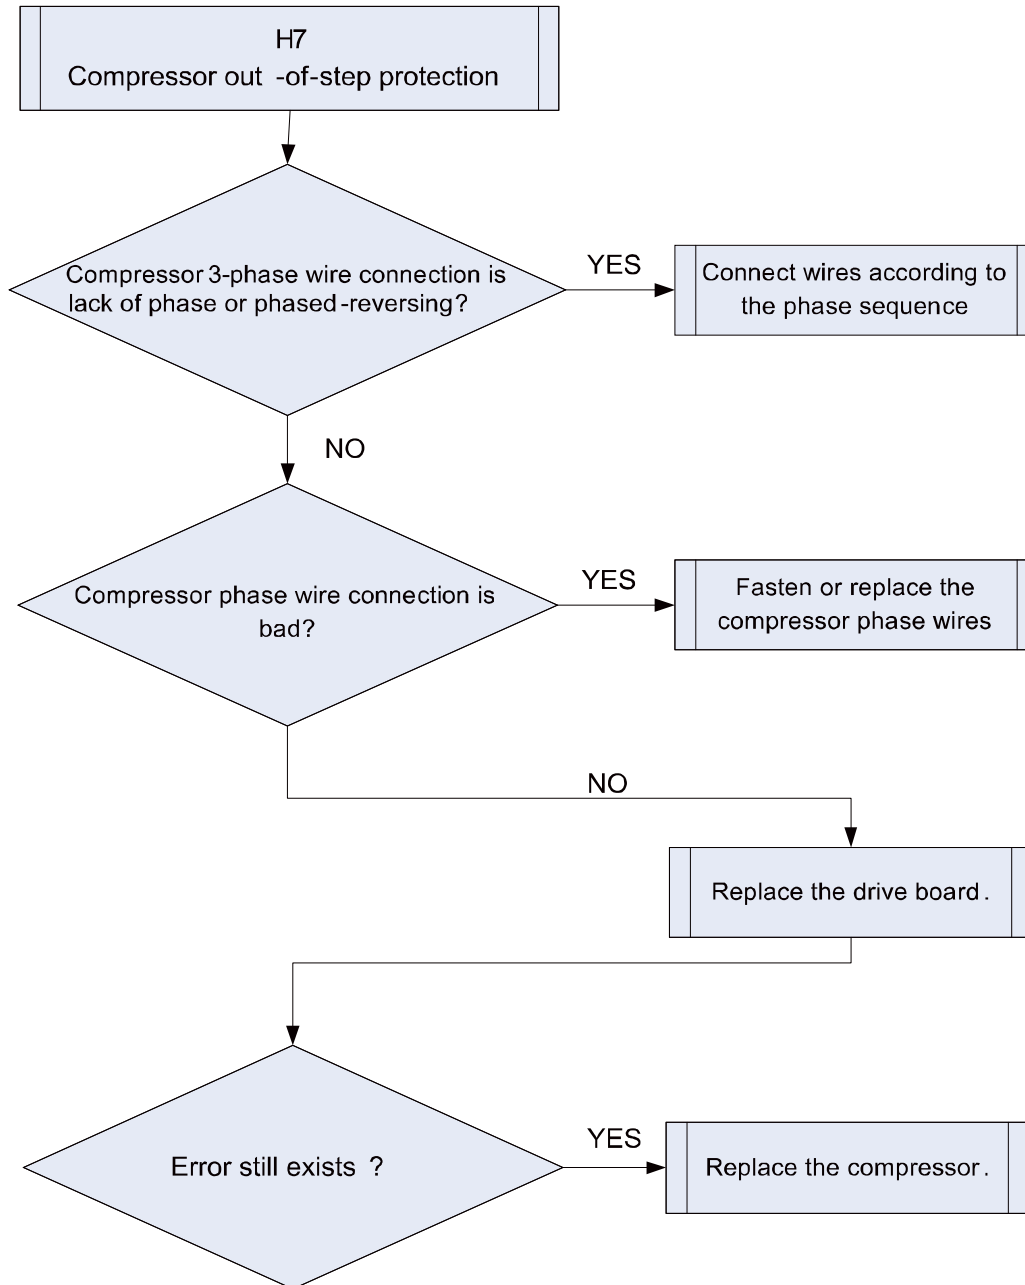 H7
Compressor out -of-step protection
Compressor 3-phase wire connection is
lack of phase or phased-reversing?
YES
Connect wires according to
the phase sequence
NO
Compressor phase wire connection is
bad?
YES
Fasten or replace the
compressor phase wires
NO
Replace the drive board.
Error still exists ?
YES
Replace the compressor.